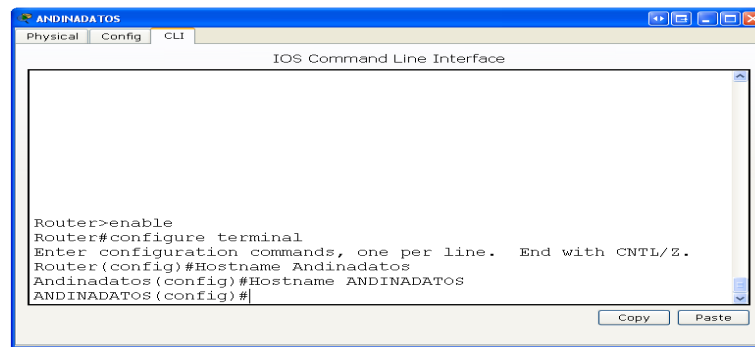 ANDINADATOS
Physical Config CLI
IOS Command Line Interface
Router>enable
Router#configure terminal
Enter configuration commands, one per line.  End with CNTL/Z.
Router(config)#Hostname Andinadatos
Andinadatos(config)#Hostname ANDINADATOS
ANDINADATOS(config)#
Copy Paste